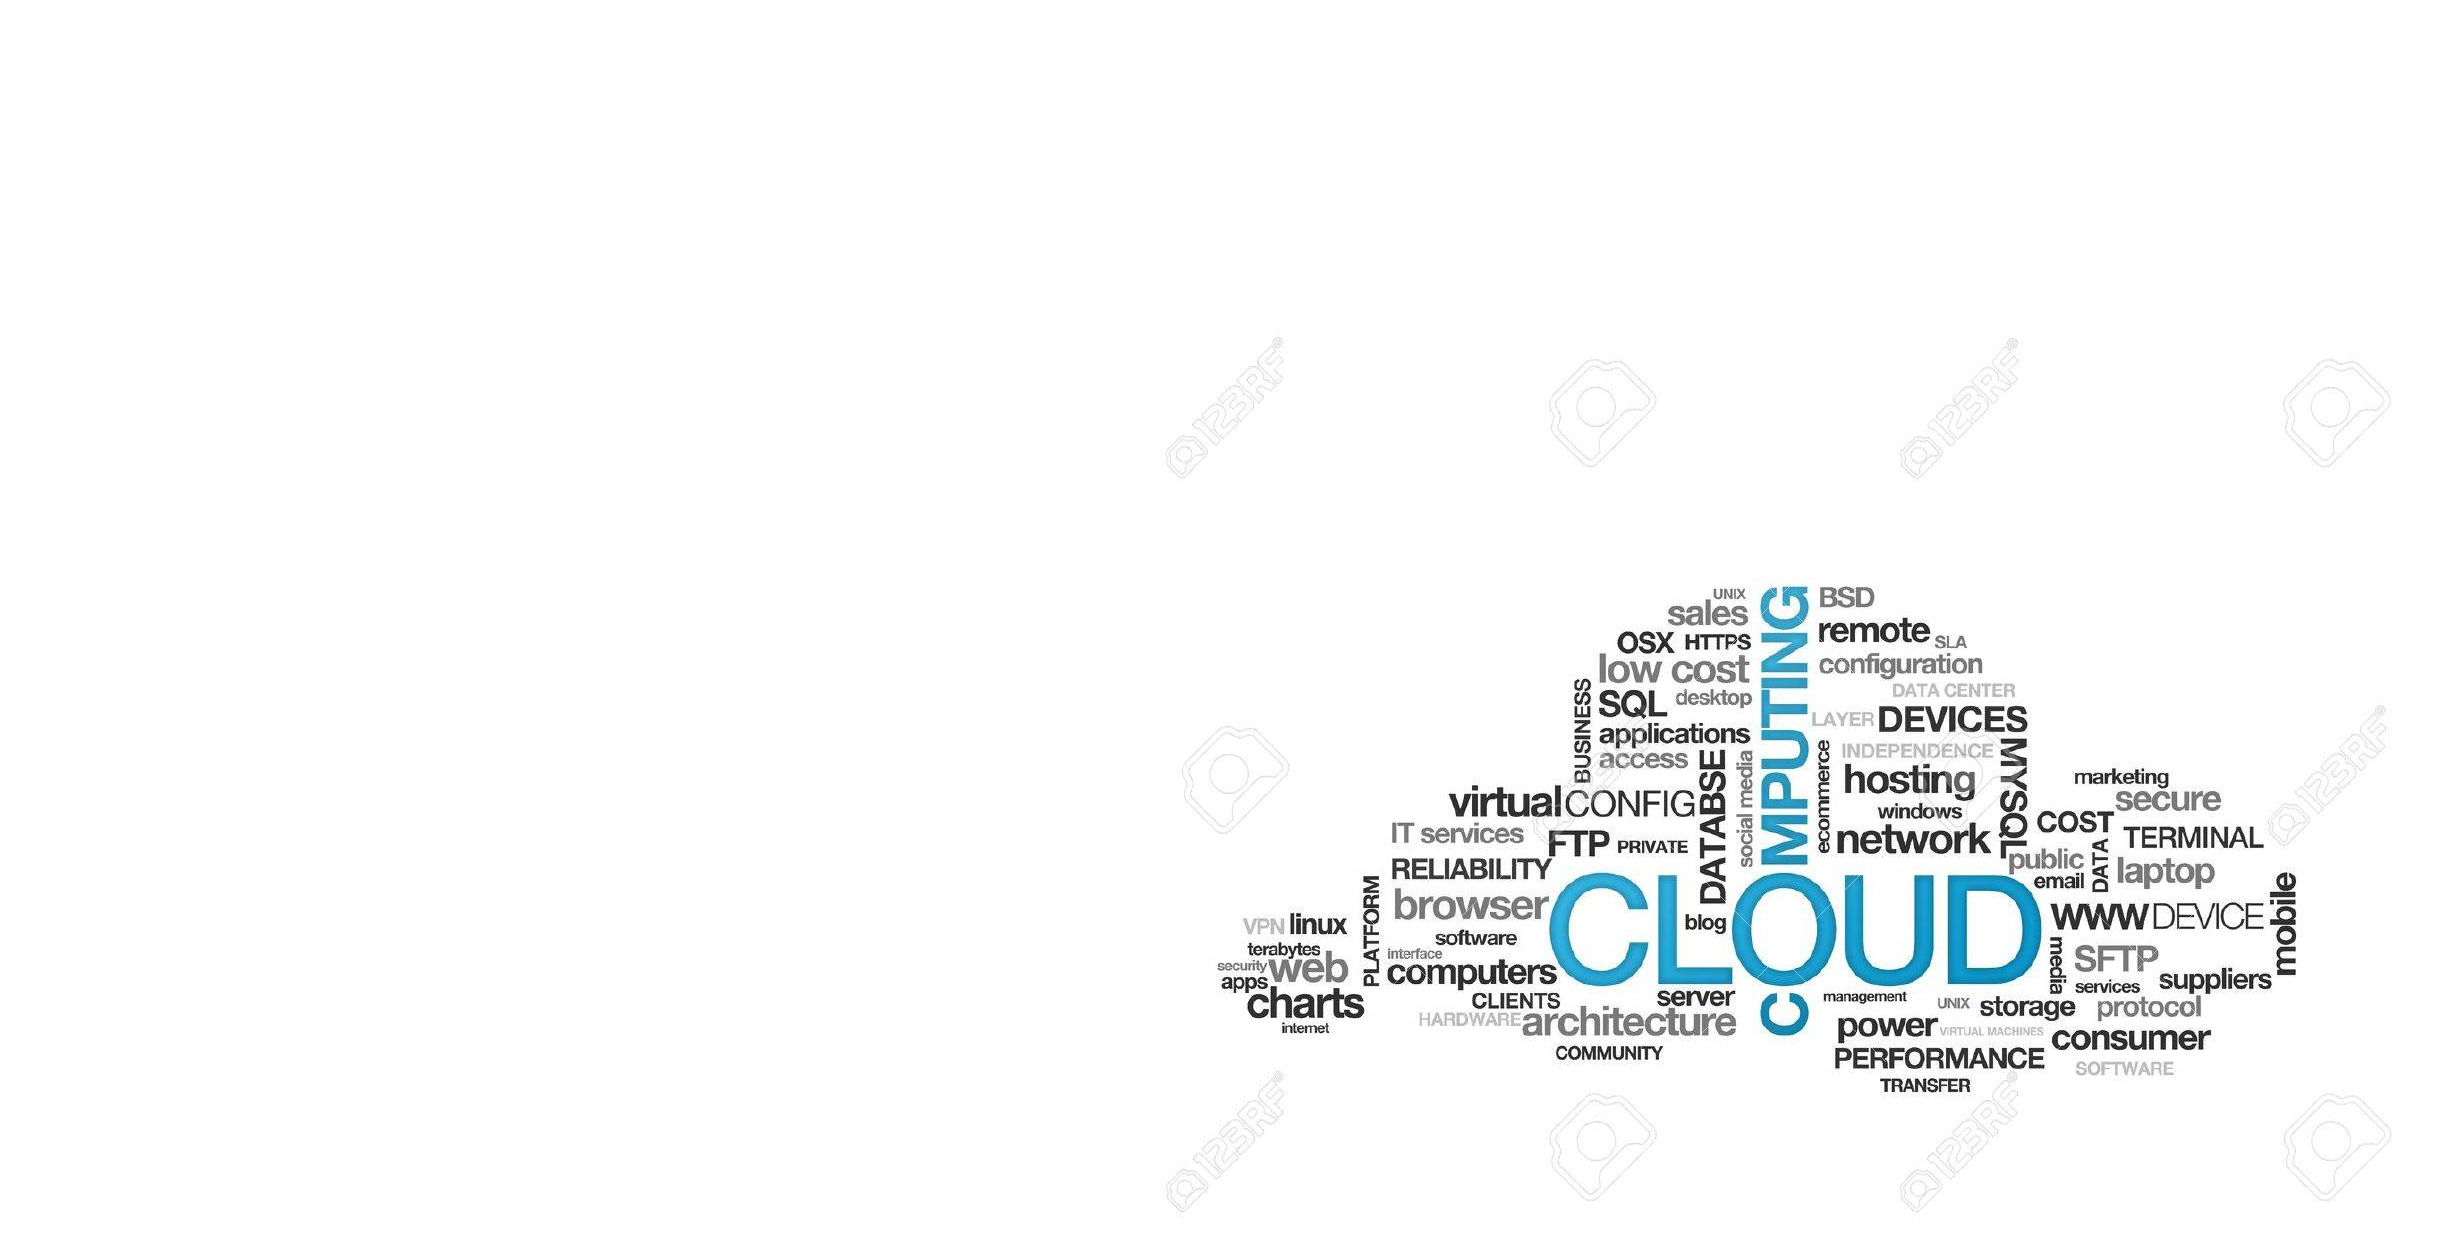 UNIX
sales
OSX HTTPS
low cost
SQL desktop
applications
access
BUSINESS
DATABSE
social media
COMPUTING
BSD
remote SLA
configuration
DATA CENTER
LAYER DEVICES
INDEPENDENCE
hosting
windows
network
ecommerce
MYSQL
virtual CONFIG
IT services FTP PRIVATE
RELIABILITY
browser
software
interface
computers
CLIENTS
HARDWARE architecture
COMMUNITY
PLATFORM
VPN linux
terabytes
security web
apps
charts
internet
CLOUD
blog
server
management
UNIX storage
power VIRTUAL MACHINES
PERFORMANCE
TRANSFER
marketing
secure
COST TERMINAL
public DATA laptop
email
WWW DEVICE
mobile
media
SFTP
services suppliers
protocol
consumer
SOFTWARE
123RF
123RF
123RF
123RF
123RF